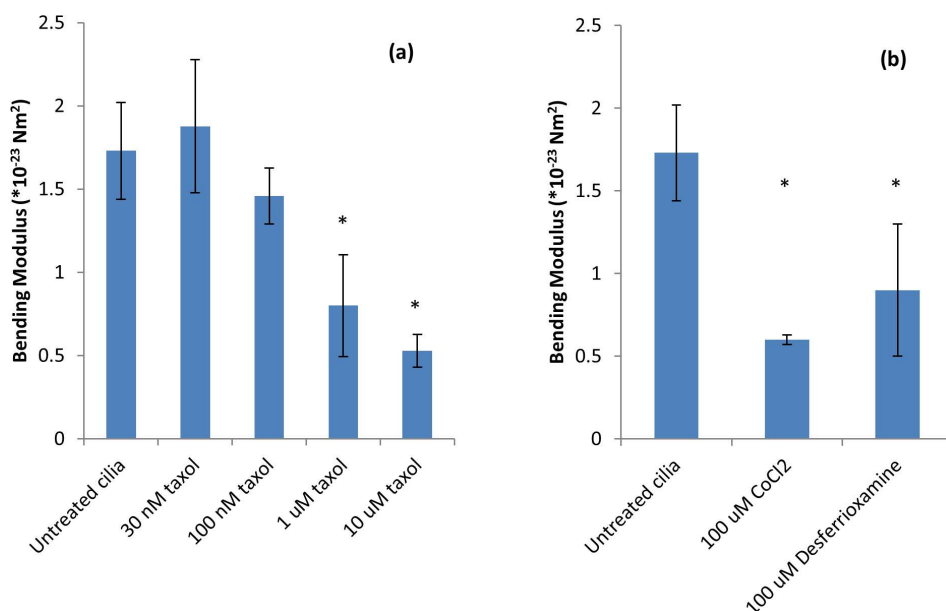 (a)
Bending Modulus (*10⁻²³ Nm²)
2.5
2
1.5
1
0.5
0
*
*
Untreated cilia
30 nM taxol
100 nM taxol
1 uM taxol
10 uM taxol
(b)
Bending Modulus (*10⁻²³ Nm²)
2.5
2
1.5
1
0.5
0
*
*
Untreated cilia
100 uM CoCl2
100 uM Desferrioxamine